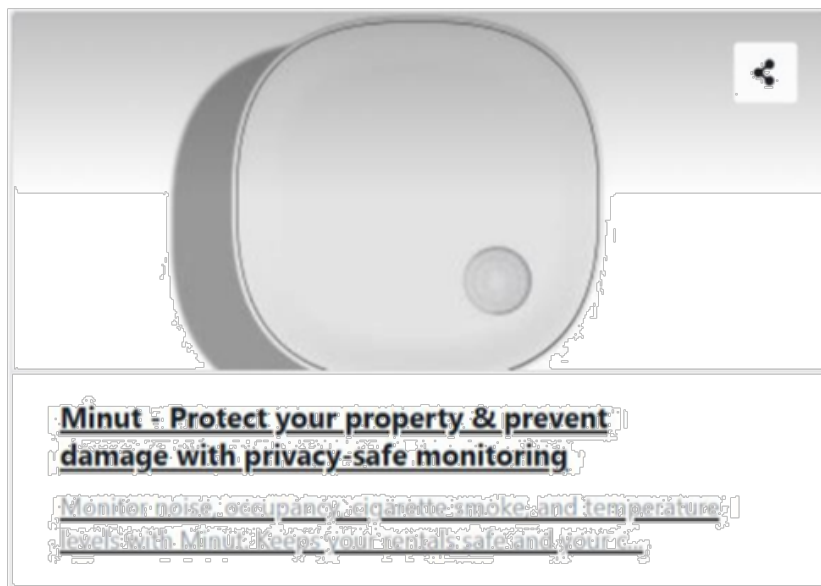 Minut - Protect your property & prevent
damage with privacy-safe monitoring
Monitor noise, occupancy, cigarette smoke, and temperature
levels with Minut. Keeps your rentals safe and your c...